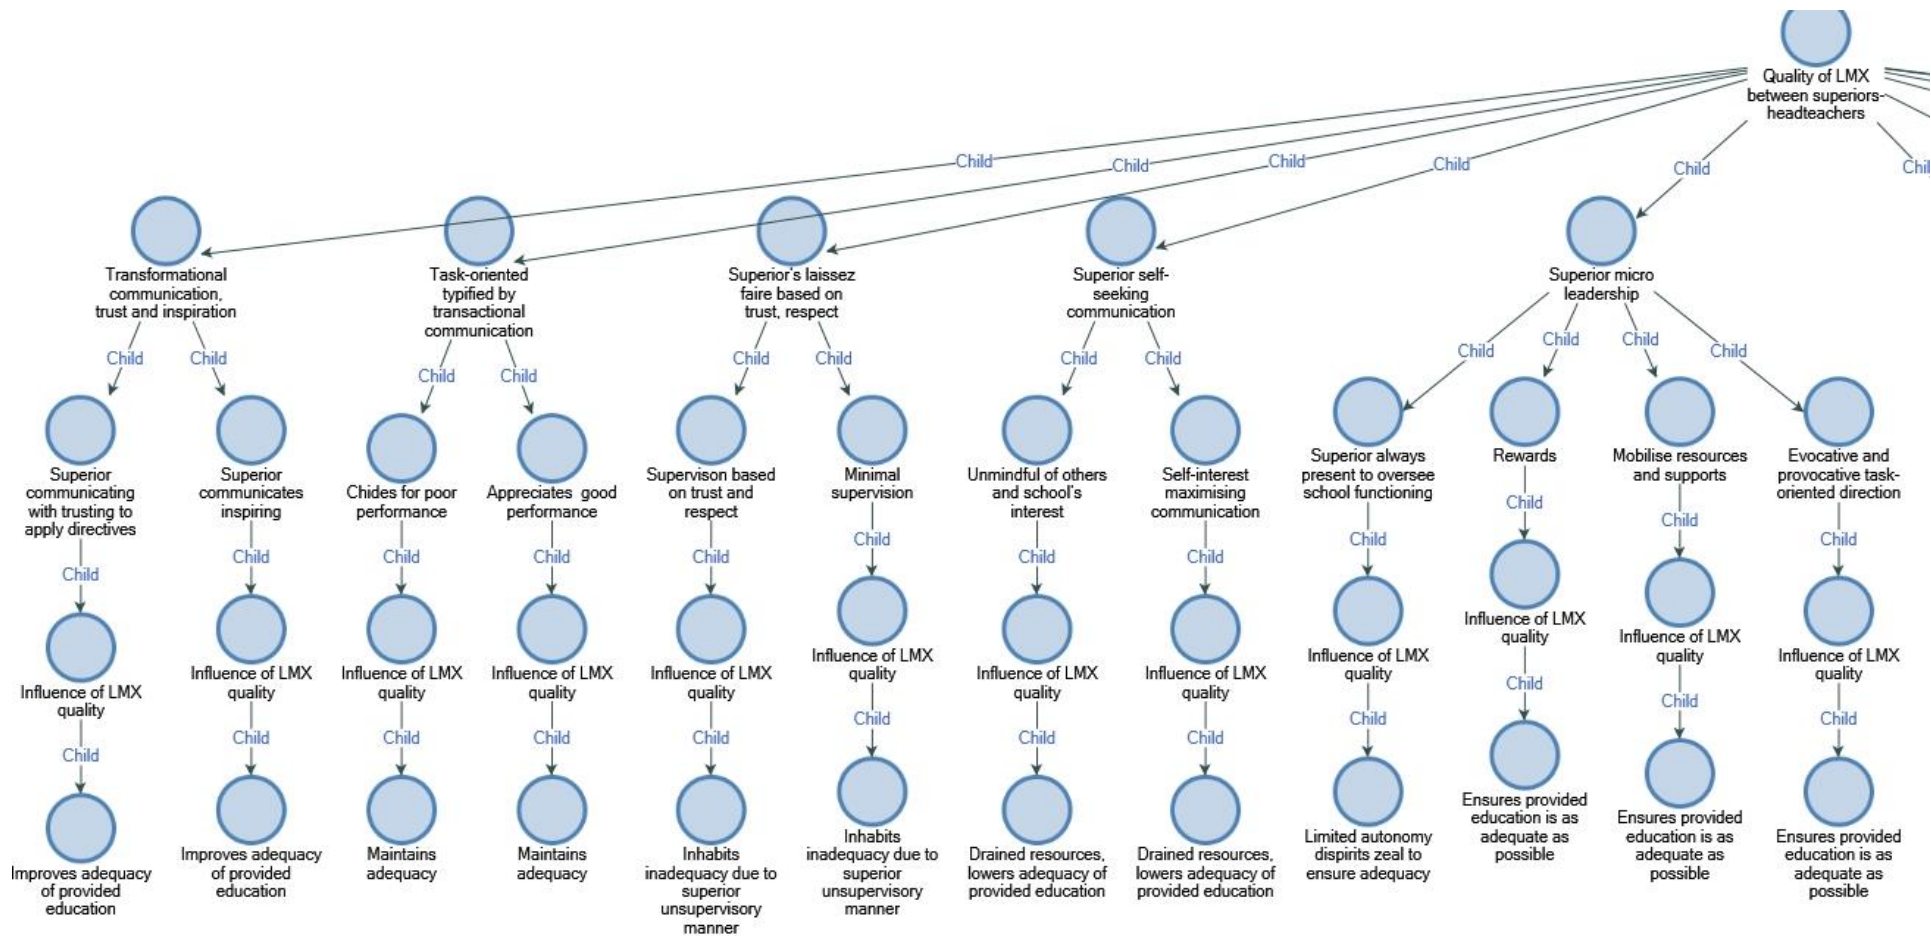 Quality of LMX
between superiors-
headteachers
Child
Child
Child
Child
Child
Transformational
communication,
trust and inspiration
Task-oriented
typified by
transactional
communication
Superior's laissez
faire based on
trust, respect
Superior self-
seeking
communication
Superior micro
leadership
Child
Child
Child
Child
Child
Child
Child
Child
Child
Child
Child
Child
Superior
communicating
with trusting to
apply directives
Superior
communicates
inspiring
Chides for poor
performance
Appreciates good
performance
Supervison based
on trust and
respect
Minimal
supervision
Unmindful of others
and school's
interest
Self-interest
maximising
communication
Superior always
present to oversee
school functioning
Rewards
Mobilise resources
and supports
Evocative and
provocative task-
oriented direction
Child
Child
Child
Child
Child
Child
Child
Child
Child
Child
Child
Child
Influence of LMX
quality
Influence of LMX
quality
Influence of LMX
quality
Influence of LMX
quality
Influence of LMX
quality
Influence of LMX
quality
Influence of LMX
quality
Influence of LMX
quality
Influence of LMX
quality
Influence of LMX
quality
Influence of LMX
quality
Influence of LMX
quality
Child
Child
Child
Child
Child
Child
Child
Child
Child
Child
Child
Child
Improves adequacy
of provided
education
Improves adequacy
of provided
education
Maintains
adequacy
Maintains
adequacy
Inhabits
inadequacy due to
superior
unsupervisory
manner
Inhabits
inadequacy due to
superior
unsupervisory
manner
Drained resources,
lowers adequacy of
provided education
Drained resources,
lowers adequacy of
provided education
Limited autonomy
dispirits zeal to
ensure adequacy
Ensures provided
education is as
adequate as
possible
Ensures provided
education is as
adequate as
possible
Ensures provided
education is as
adequate as
possible